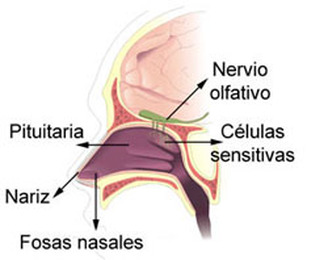 Nervio
olfativo
Pituitaria
Células
sensitivas
Nariz
Fosas nasales